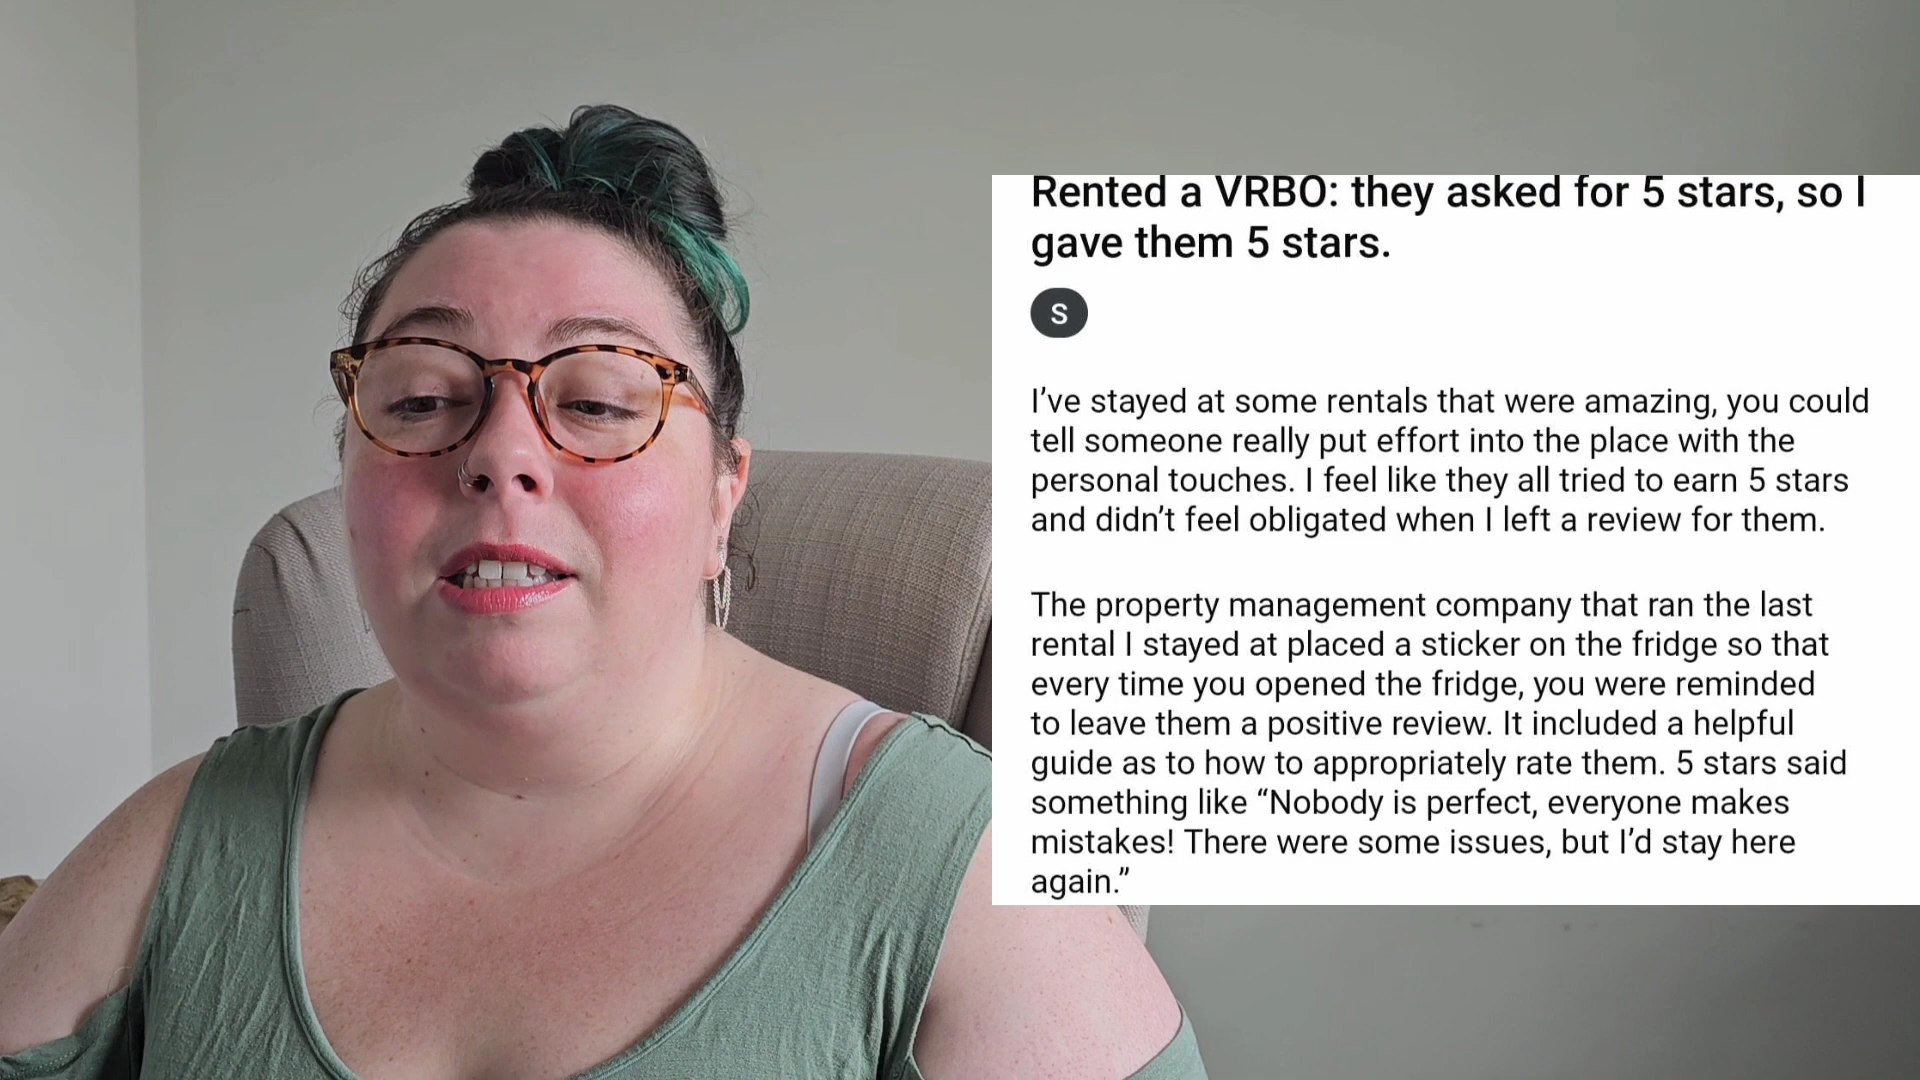 Rented a VRBO: they asked for 5 stars, so I
gave them 5 stars.
S
I’ve stayed at some rentals that were amazing, you could
tell someone really put effort into the place with the
personal touches. I feel like they all tried to earn 5 stars
and didn’t feel obligated when I left a review for them.
The property management company that ran the last
rental I stayed at placed a sticker on the fridge so that
every time you opened the fridge, you were reminded
to leave them a positive review. It included a helpful
guide as to how to appropriately rate them. 5 stars said
something like “Nobody is perfect, everyone makes
mistakes! There were some issues, but I’d stay here
again.”